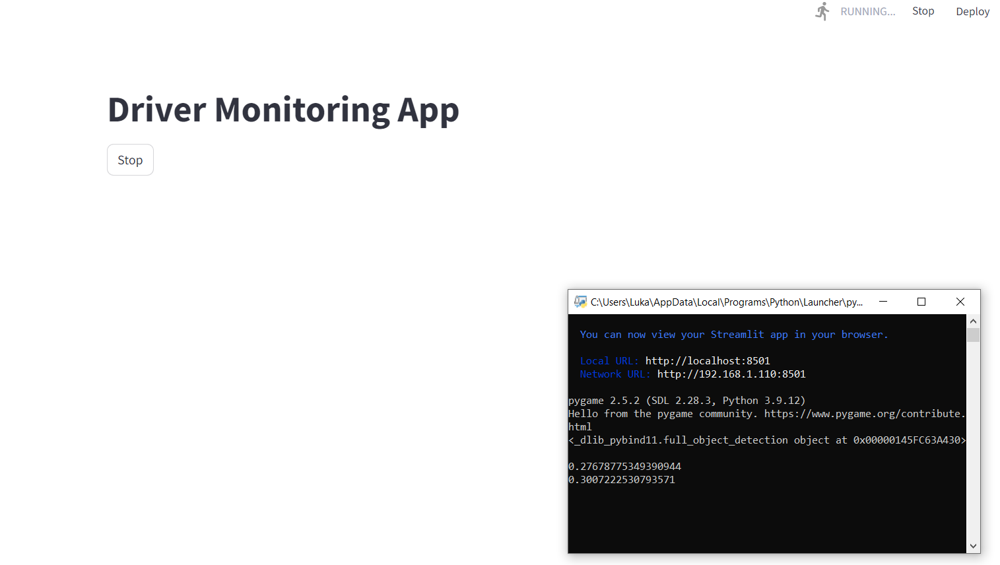 RUNNING... Stop Deploy
Driver Monitoring App
Stop
C:\Users\Luka\AppData\Local\Programs\Python\Launcher\py...
You can now view your Streamlit app in your browser.
Local URL: http://localhost:8501
Network URL: http://192.168.1.110:8501
pygame 2.5.2 (SDL 2.28.3, Python 3.9.12)
Hello from the pygame community. https://www.pygame.org/contribute.
html
<_dlib_pybind11.full_object_detection object at 0x00000145FC63A430>
0.27678775349390944
0.3007222530793571